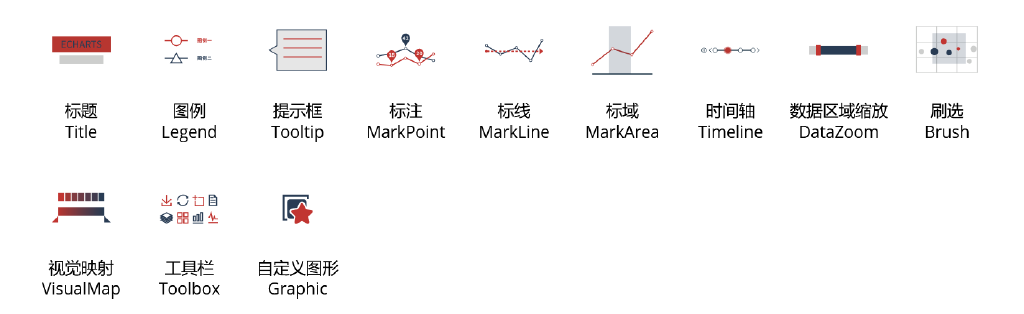 ECHARTS
图例一
图例二
标题
Title
图例
Legend
提示框
Tooltip
标注
MarkPoint
标线
MarkLine
标域
MarkArea
时间轴
Timeline
数据区域缩放
DataZoom
刷选
Brush
视觉映射
VisualMap
工具栏
Toolbox
自定义图形
Graphic